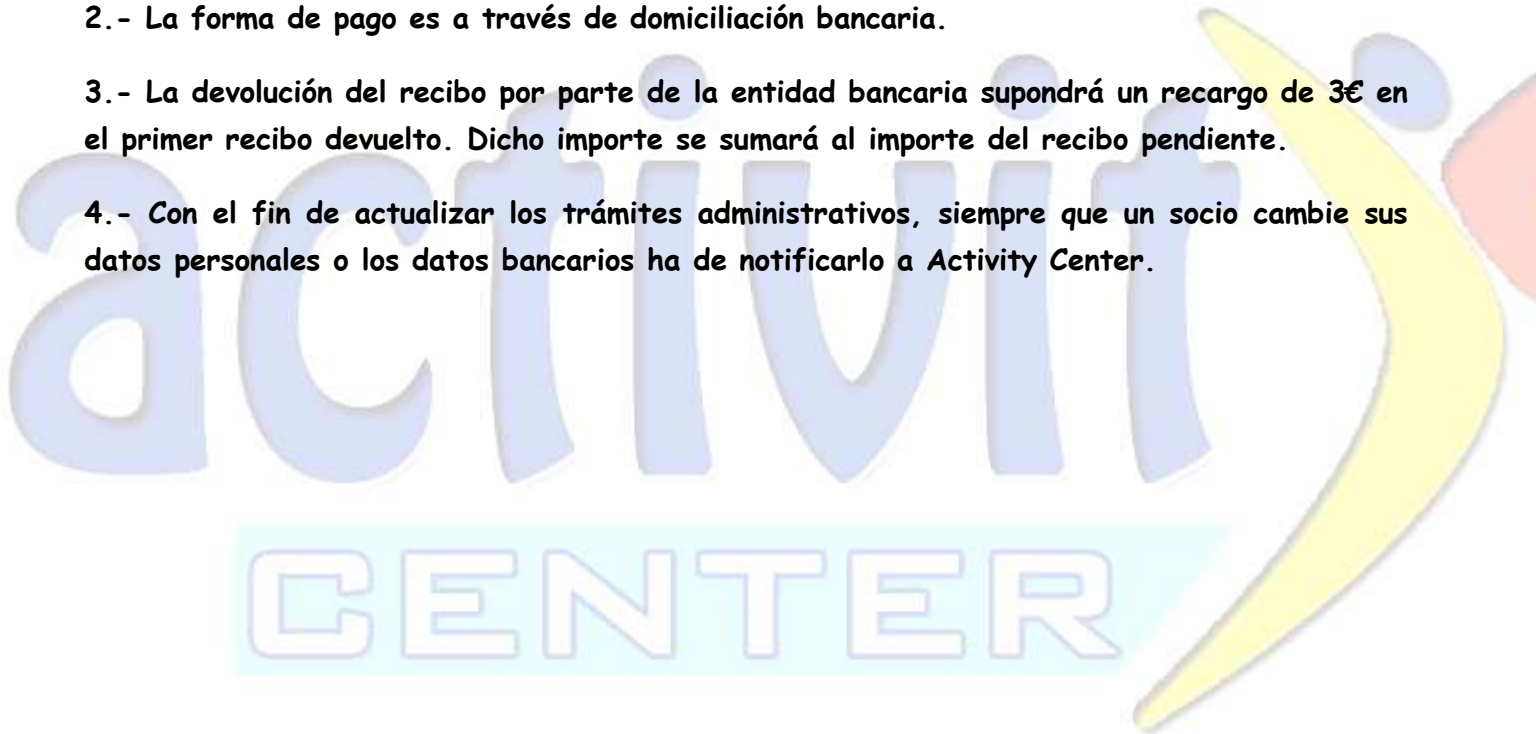 2.- La forma de pago es a través de domiciliación bancaria.
3.- La devolución del recibo por parte de la entidad bancaria supondrá un recargo de 3€ en
el primer recibo devuelto. Dicho importe se sumará al importe del recibo pendiente.
4.- Con el fin de actualizar los trámites administrativos, siempre que un socio cambie sus
datos personales o los datos bancarios ha de notificarlo a Activity Center.
activity
CENTER